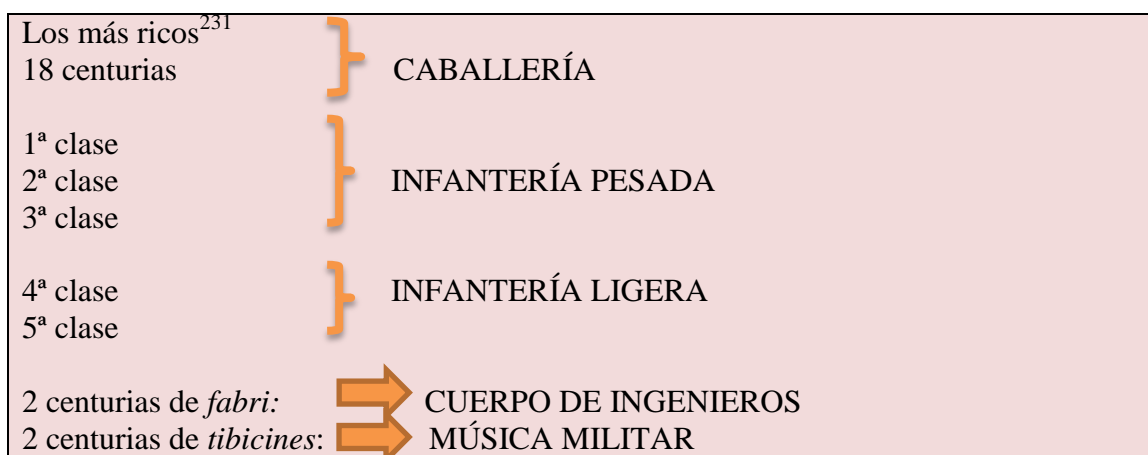 Los más ricos231
18 centurias CABALLERÍA
1ª clase
2ª clase INFANTERÍA PESADA
3ª clase
4ª clase INFANTERÍA LIGERA
5ª clase
2 centurias de fabri: CUERPO DE INGENIEROS
2 centurias de tibicines: MÚSICA MILITAR